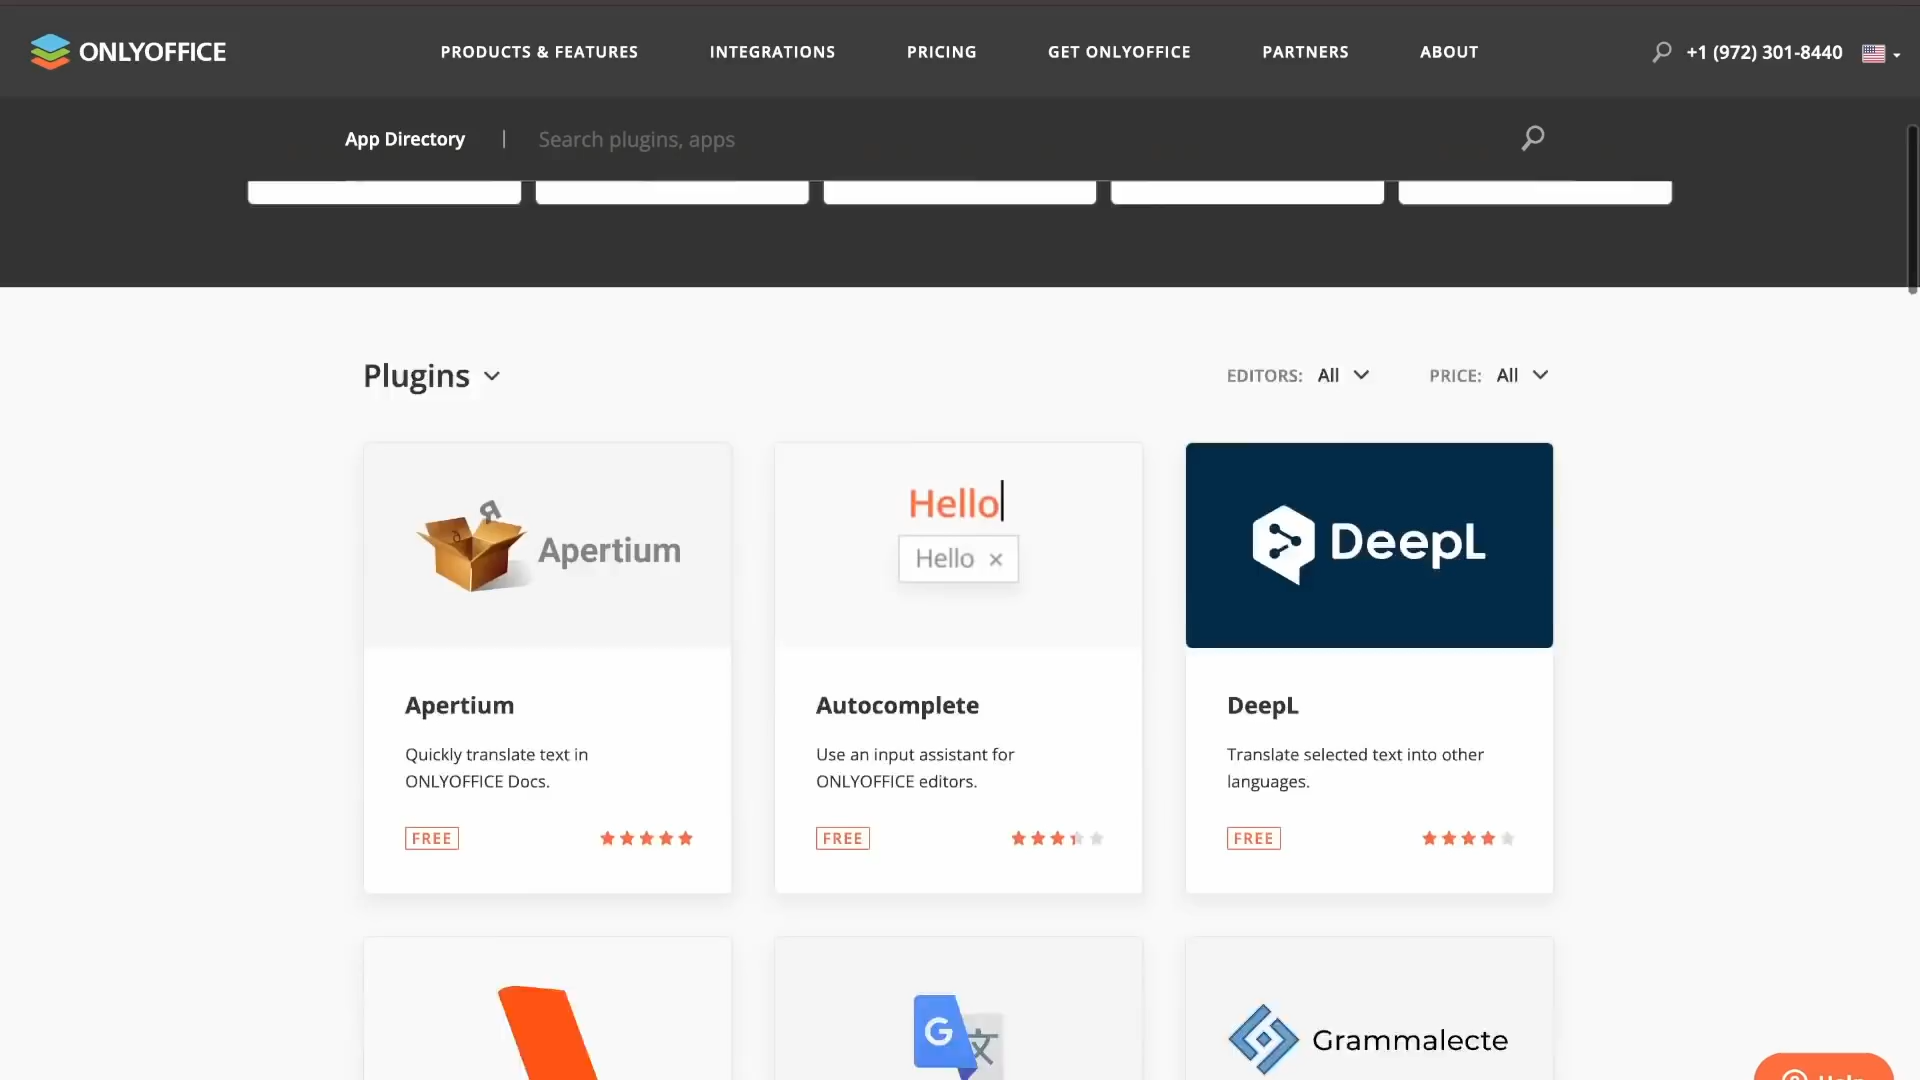 ONLYOFFICE
PRODUCTS & FEATURES
INTEGRATIONS
PRICING
GET ONLYOFFICE
PARTNERS
ABOUT
+1 (972) 301-8440
App Directory
Search plugins, apps
Plugins
EDITORS: All
PRICE: All
Apertium
Hello
Hello ×
DeepL
Apertium
Quickly translate text in
ONLYOFFICE Docs.
FREE
Autocomplete
Use an input assistant for
ONLYOFFICE editors.
FREE
DeepL
Translate selected text into other
languages.
FREE
G
文
Grammalecte
Help